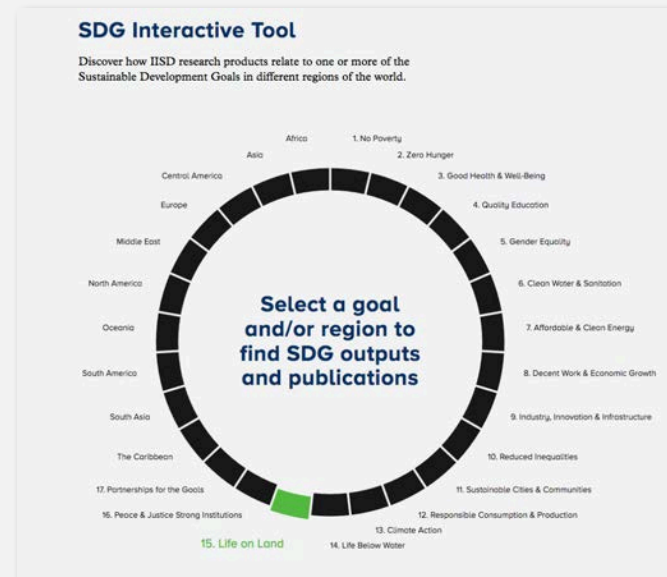 SDG Interactive Tool
Discover how IISD research products relate to one or more of the
Sustainable Development Goals in different regions of the world.
Africa
1. No Poverty
Asia
2. Zero Hunger
Central America
3. Good Health & Well-Being
Europe
4. Quality Education
Middle East
5. Gender Equality
North America
6. Clean Water & Sanitation
Oceania
7. Affordable & Clean Energy
South America
8. Decent Work & Economic Growth
South Asia
9. Industry, Innovation & Infrastructure
The Caribbean
10. Reduced Inequalities
17. Partnerships for the Goals
11. Sustainable Cities & Communities
16. Peace & Justice Strong Institutions
12. Responsible Consumption & Production
13. Climate Action
15. Life on Land
14. Life Below Water
Select a goal
and/or region to
find SDG outputs
and publications